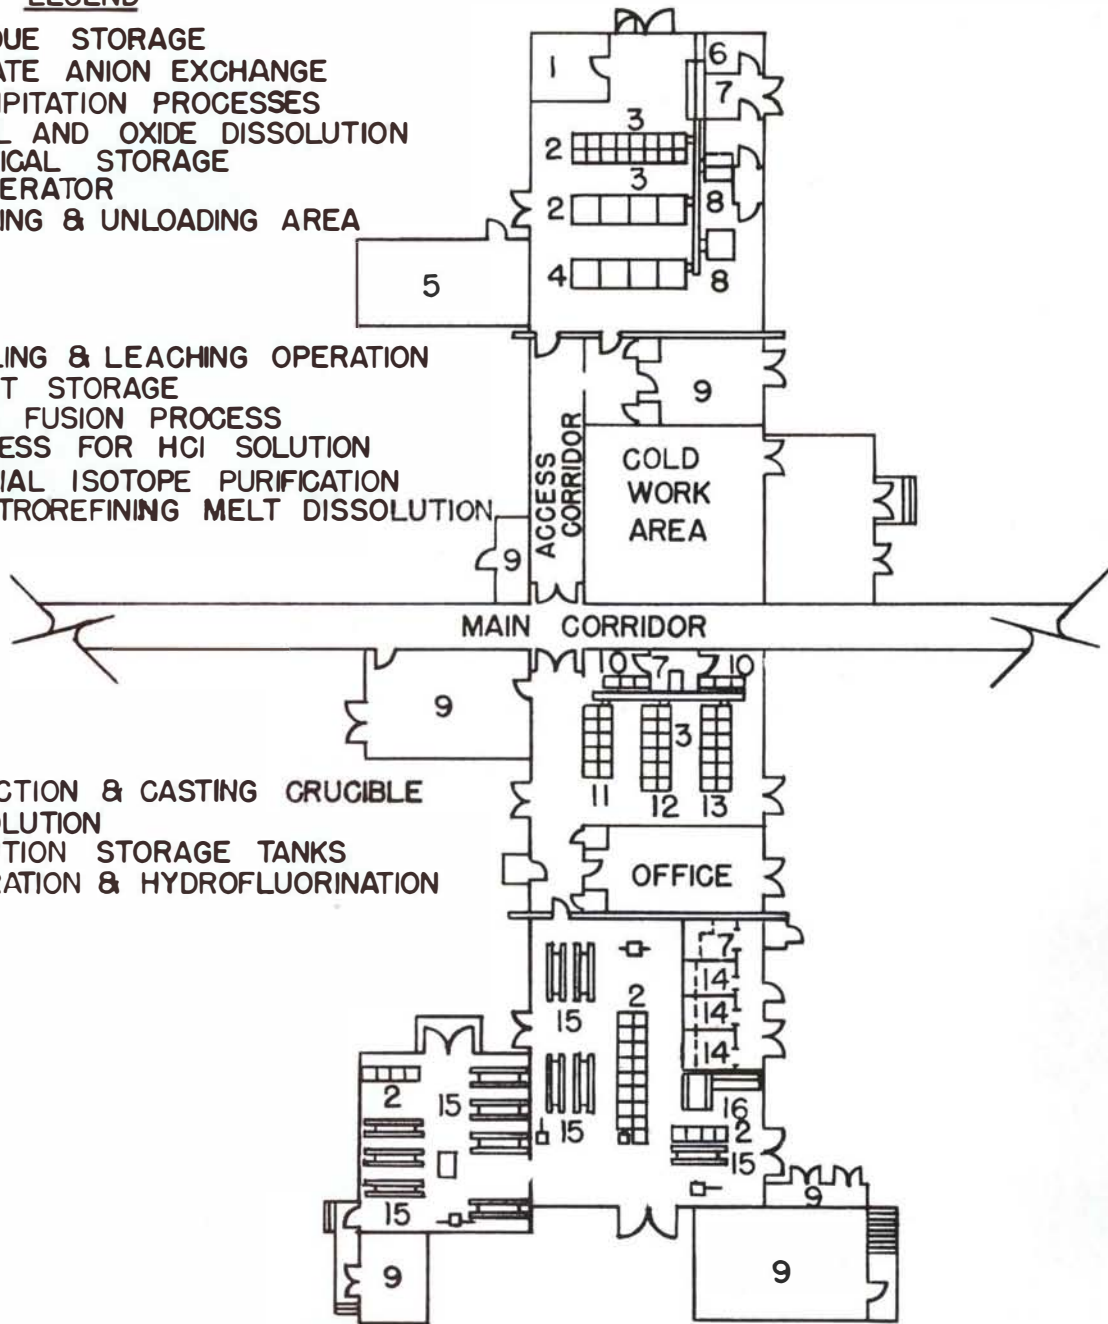 LEGEND
DUE STORAGE
ATE ANION EXCHANGE
IPITATION PROCESSES
L AND OXIDE DISSOLUTION
ICAL STORAGE
ERATOR
ING & UNLOADING AREA
LING & LEACHING OPERATION
T STORAGE
FUSION PROCESS
ESS FOR HCl SOLUTION
IAL ISOTOPE PURIFICATION
TROREFINING MELT DISSOLUTION
CTION & CASTING CRUCIBLE
OLUTION
TION STORAGE TANKS
RATION & HYDROFLUORINATION
1
6
7
3
2
3
2
8
4
8
5
9
ACCESS
CORRIDOR
COLD
WORK
AREA
9
MAIN CORRIDOR
10 7 10
9
3
11 12 13
OFFICE
7
14
14
14
2
15
15
16
2
15
2
15
15
9
9
9